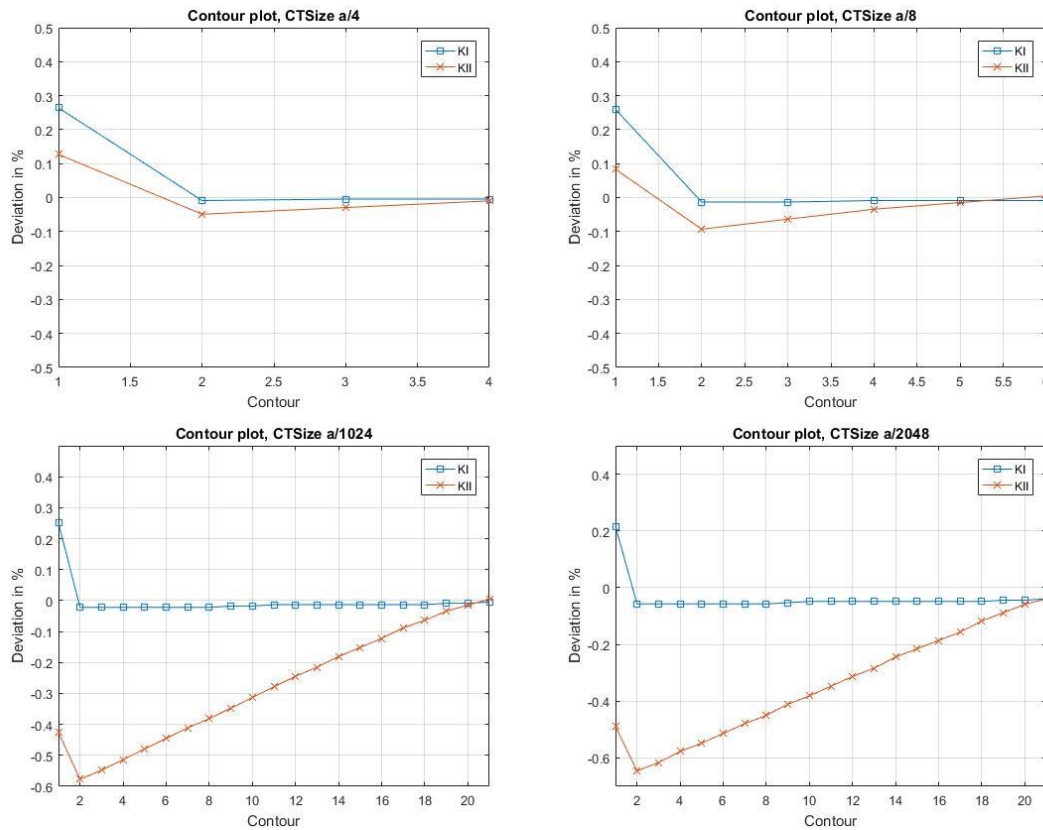 Contour plot, CTSize a/4
0.5
0.4
0.3
0.2
0.1
0
-0.1
-0.2
-0.3
-0.4
-0.5
Deviation in %
KI
KII
1 1.5 2 2.5 3 3.5 4
Contour
Contour plot, CTSize a/8
0.5
0.4
0.3
0.2
0.1
0
-0.1
-0.2
-0.3
-0.4
-0.5
Deviation in %
KI
KII
1 1.5 2 2.5 3 3.5 4 4.5 5 5.5
Contour
Contour plot, CTSize a/1024
0.4
0.3
0.2
0.1
0
-0.1
-0.2
-0.3
-0.4
-0.5
-0.6
Deviation in %
KI
KII
2 4 6 8 10 12 14 16 18 20
Contour
Contour plot, CTSize a/2048
0.4
0.2
0
-0.2
-0.4
-0.6
Deviation in %
KI
KII
2 4 6 8 10 12 14 16 18 20
Contour